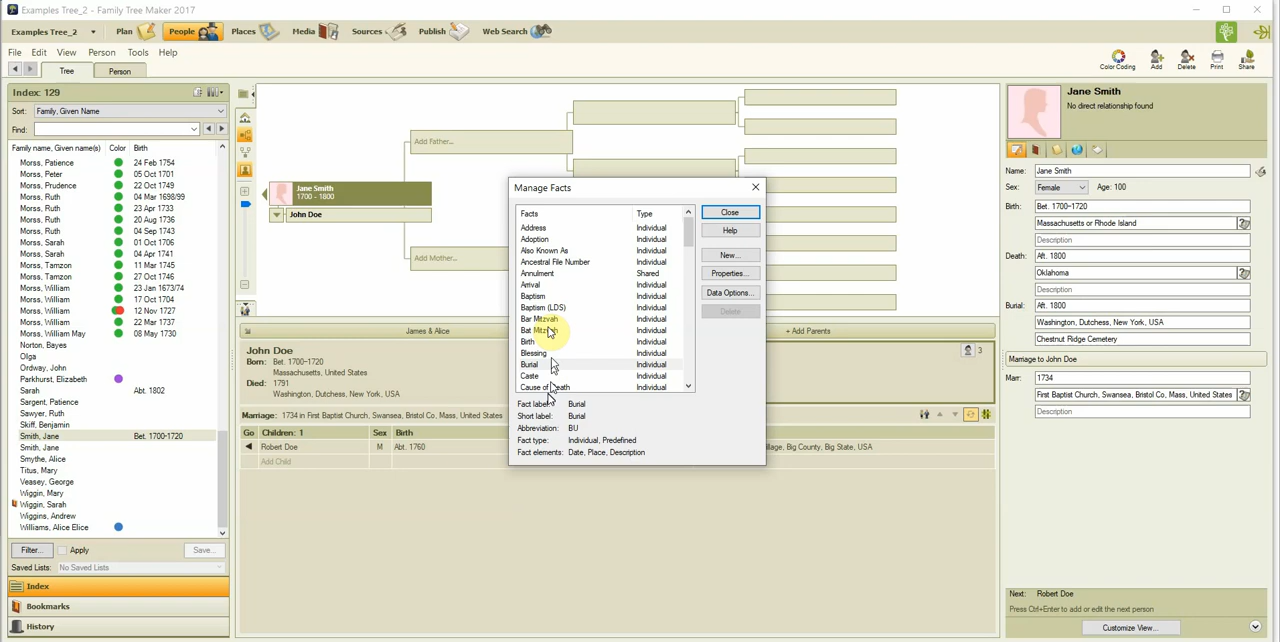 Examples Tree_2 - Family Tree Maker 2017
Examples Tree_2 Plan People Places Media Sources Publish Web Search
File Edit View Person Tools Help
Tree Person
Color Coding Add Delete Print Share
Index: 129
Sort: Family, Given Name
Find:
Family name, Given name(s) Color Birth
Morss, Patience 24 Feb 1754
Morss, Peter 05 Oct 1701
Morss, Prudence 22 Oct 1749
Morss, Ruth 04 Mar 1698/99
Morss, Ruth 23 Apr 1733
Morss, Ruth 20 Aug 1736
Morss, Ruth 04 Sep 1743
Morss, Sarah 01 Oct 1706
Morss, Sarah 04 Apr 1741
Morss, Tamzon 11 Mar 1745
Morss, Tamzon 27 Oct 1746
Morss, William 23 Jan 1673/74
Morss, William 17 Oct 1704
Morss, William 12 Nov 1727
Morss, William 22 Mar 1737
Morss, William May 08 May 1730
Norton, Bayes
Olga
Ordway, John
Parkhurst, Elizabeth
Sarah Abt. 1802
Sargent, Patience
Sawyer, Ruth
Skiff, Benjamin
Smith, Jane Bet. 1700-1720
Smith, Jane
Smythe, Alice
Titus, Mary
Veasey, George
Wiggin, Mary
Wiggin, Sarah
Wiggins, Andrew
Williams, Alice Elice
Filter... Apply Save...
Saved Lists: No Saved Lists
Index
Bookmarks
History
Add Father...
Jane Smith
1700 - 1800
John Doe
Add Mother...
James & Alice
+ Add Parents
John Doe
Born: Bet. 1700-1720
Massachusetts, United States
Died: 1791
Washington, Dutchess, New York, USA
3
Marriage: 1734 in First Baptist Church, Swansea, Bristol Co, Mass, United States
Go Children: 1 Sex Birth
Robert Doe M Abt. 1760
llage, Big County, Big State, USA
Add Child
Manage Facts
Facts Type
Address Individual
Adoption Individual
Also Known As Individual
Ancestral File Number Individual
Annulment Shared
Arrival Individual
Baptism Individual
Baptism (LDS) Individual
Bar Mitzvah Individual
Bat Mitzvah Individual
Birth Individual
Blessing Individual
Burial Individual
Caste Individual
Cause of Death Individual
Close
Help
New...
Properties...
Data Options...
Delete
Fact label: Burial
Short label: Burial
Abbreviation: BU
Fact type: Individual, Predefined
Fact elements: Date, Place, Description
Jane Smith
No direct relationship found
Name: Jane Smith
Sex: Female Age: 100
Birth: Bet. 1700-1720
Massachusetts or Rhode Island
Description
Death: Aft. 1800
Oklahoma
Description
Burial: Aft. 1800
Washington, Dutchess, New York, USA
Chestnut Ridge Cemetery
Marriage to John Doe
Marr: 1734
First Baptist Church, Swansea, Bristol Co, Mass, United States
Description
Next: Robert Doe
Press Ctrl+Enter to add or edit the next person
Customize View...